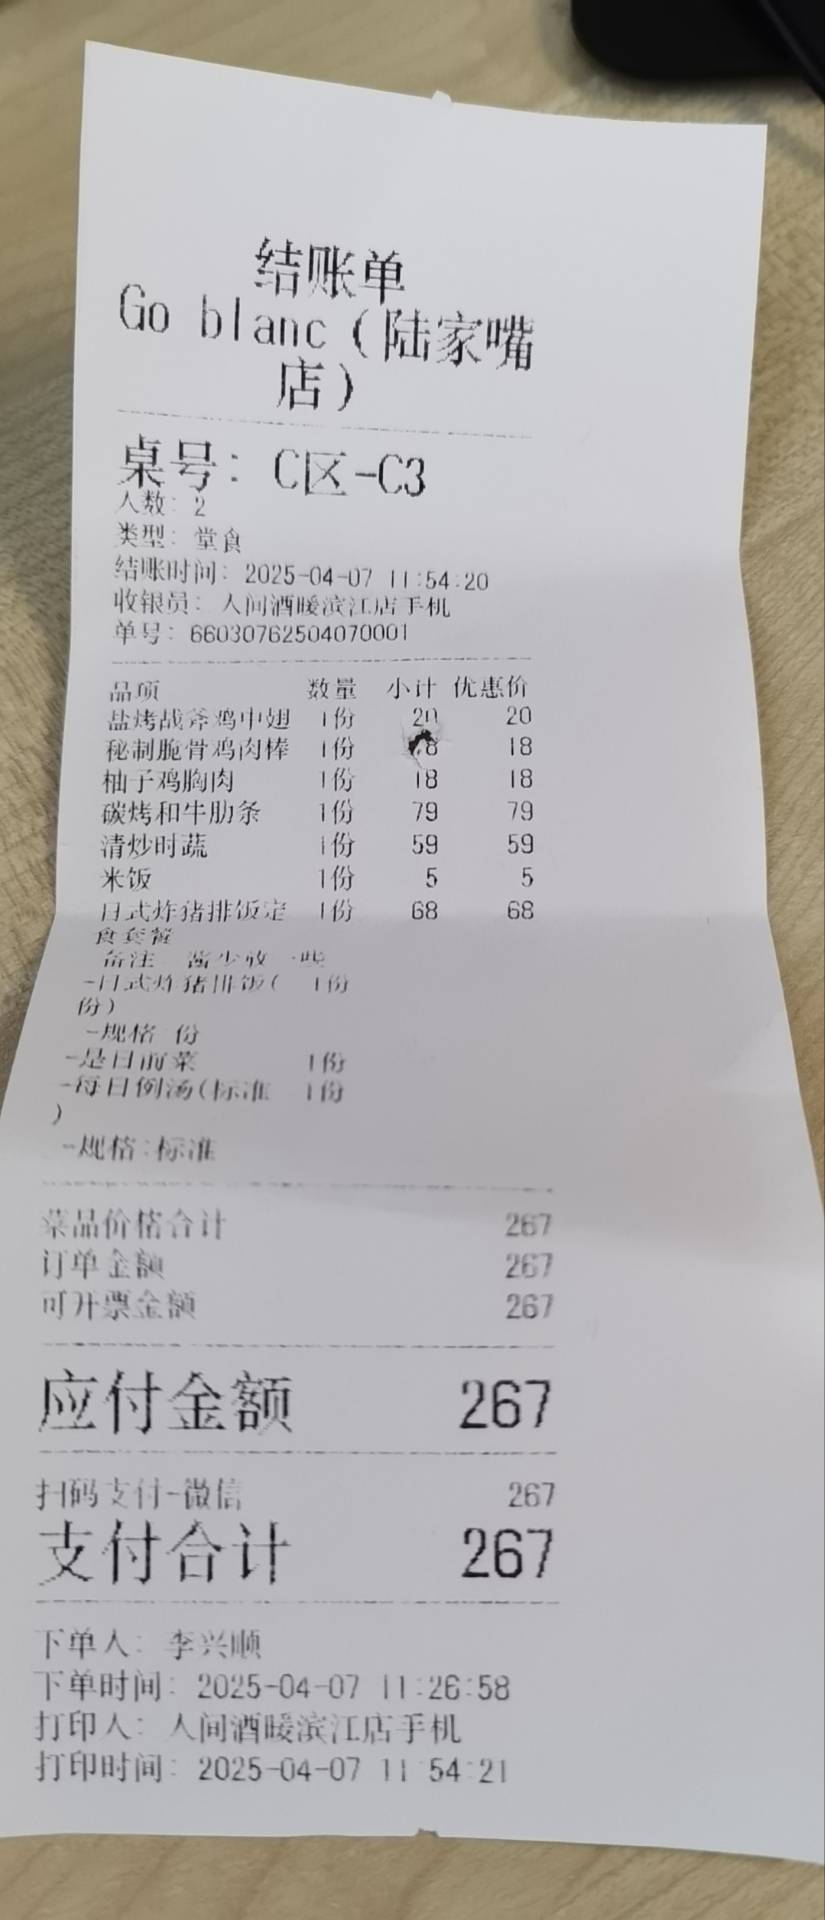 结账单
Go blanc（陆家嘴
店）
桌号：C区-C3
人数：2
类型：堂食
结账时间：2025-04-07 11:54:20
收银员：人间酒暖滨江店手机
单号：66030762504070001
品项 数量 小计 优惠价
盐烤战斧鸡中翅 1份 20 20
秘制脆骨鸡肉棒 1份 8 18
柚子鸡胸肉 1份 18 18
碳烤和牛肋条 1份 79 79
清炒时蔬 1份 59 59
米饭 1份 5 5
日式炸猪排饭定 1份 68 68
食套餐
备注 酱少放一些
-日式炸猪排饭( 1份
份)
-规格 份
-是日前菜 1份
-每日例汤(标准 1份
)
-规格:标准
菜品价格合计 267
订单金额 267
可开票金额 267
应付金额 267
扫码支付-微信 267
支付合计 267
下单人：李兴顺
下单时间：2025-04-07 11:26:58
打印人：人间酒暖滨江店手机
打印时间：2025-04-07 11:54:21